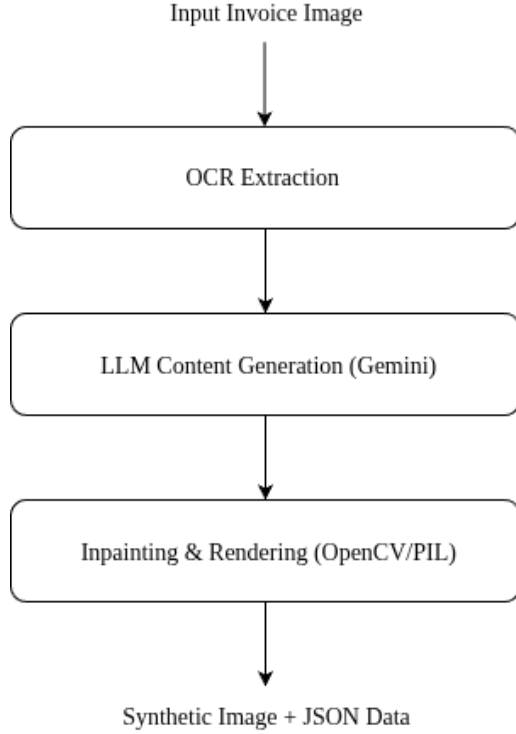 Input Invoice Image
OCR Extraction
LLM Content Generation (Gemini)
Inpainting & Rendering (OpenCV/PIL)
Synthetic Image + JSON Data